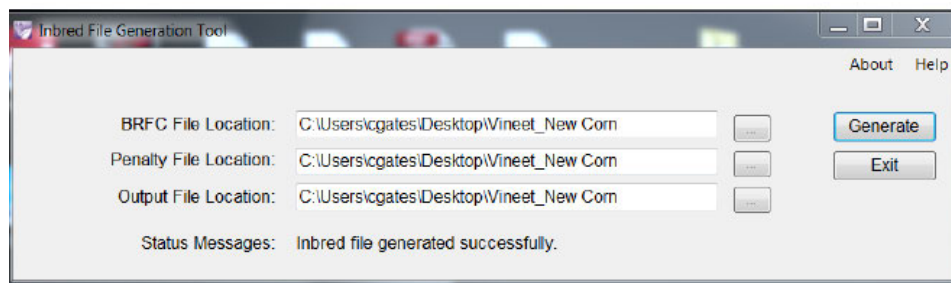 Inbred File Generation Tool
About Help
BRFC File Location: C:\Users\cgates\Desktop\Vineet_New Corn ... Generate
Penalty File Location: C:\Users\cgates\Desktop\Vineet_New Corn ... Exit
Output File Location: C:\Users\cgates\Desktop\Vineet_New Corn ...
Status Messages: Inbred file generated successfully.